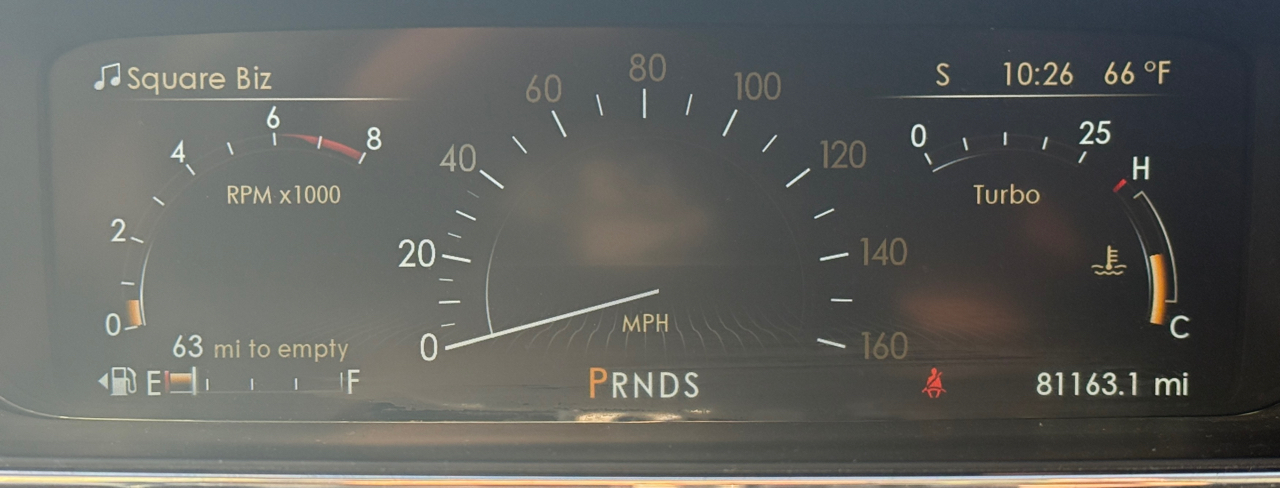 Square Biz
S 10:26 66 °F
0 2 4 6 8
RPM x1000
0 20 40 60 80 100 120 140 160
MPH
0 25
Turbo
H
C
63 mi to empty
E F
PRNDS
81163.1 mi